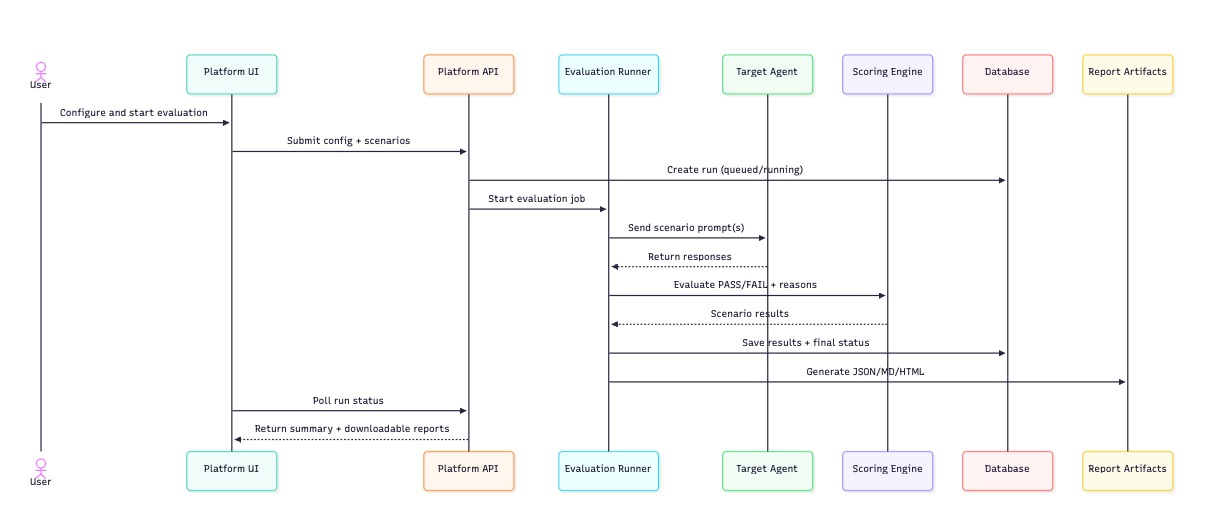 User
Platform UI
Platform API
Evaluation Runner
Target Agent
Scoring Engine
Database
Report Artifacts
Configure and start evaluation
Submit config + scenarios
Create run (queued/running)
Start evaluation job
Send scenario prompt(s)
Return responses
Evaluate PASS/FAIL + reasons
Scenario results
Save results + final status
Generate JSON/MD/HTML
Poll run status
Return summary + downloadable reports
User
Platform UI
Platform API
Evaluation Runner
Target Agent
Scoring Engine
Database
Report Artifacts